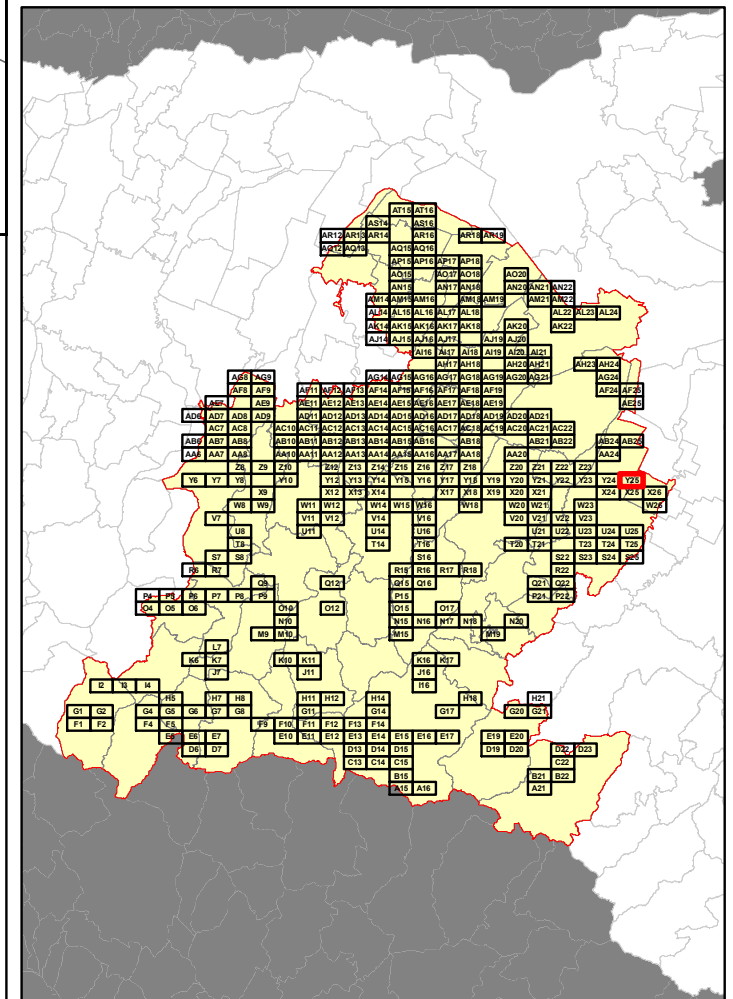 AT15 AT16
AS14 AS16
AR12 AR13 AR14 AR16 AR18 AR19
AQ12 AQ13 AQ15 AQ16
AP15 AP16 AP17 AP18
AO15 AO17 AO18 AO20
AN15 AN17 AN18 AN20 AN21 AN22
AM14 AM15 AM16 AM18 AM19 AM21 AM22
AL14 AL15 AL16 AL17 AL18 AL22 AL23 AL24
AK14 AK15 AK16 AK17 AK18 AK20 AK22
AJ14 AJ15 AJ16 AJ17 AJ19 AJ20
AI16 AI17 AI18 AI19 AI20 AI21
AH17 AH18 AH20 AH21 AH23 AH24
AG8 AG9 AG14 AG15 AG16 AG17 AG18 AG19 AG20 AG21 AG24
AF8 AF9 AF11 AF12 AF13 AF14 AF15 AF16 AF17 AF18 AF19 AF24 AF25
AE7 AE9 AE11 AE12 AE13 AE14 AE15 AE16 AE17 AE18 AE19 AE25
AD6 AD7 AD8 AD9 AD11 AD12 AD13 AD14 AD15 AD16 AD17 AD18 AD19 AD20 AD21
AC7 AC8 AC10 AC11 AC12 AC13 AC14 AC15 AC16 AC17 AC18 AC19 AC20 AC21 AC22
AB6 AB7 AB8 AB10 AB11 AB12 AB13 AB14 AB15 AB16 AB18 AB21 AB22 AB24 AB25
AA6 AA7 AA8 AA10 AA11 AA12 AA13 AA14 AA15 AA16 AA17 AA18 AA20 AA24
Z8 Z9 Z10 Z12 Z13 Z14 Z15 Z16 Z17 Z18 Z20 Z21 Z22 Z23
Y6 Y7 Y8 Y10 Y12 Y13 Y14 Y15 Y16 Y17 Y18 Y19 Y20 Y21 Y22 Y23 Y24 Y25
X9 X12 X13 X14 X17 X18 X19 X20 X21 X24 X25 X26
W8 W9 W11 W12 W14 W15 W16 W18 W20 W21 W23 W26
V7 V11 V12 V14 V16 V20 V21 V22 V23
U8 U11 U14 U16 U21 U22 U23 U24 U25
T8 T14 T16 T20 T21 T23 T24 T25
S7 S8 S16 S22 S23 S24 S25
R6 R7 R15 R16 R17 R18 R22
Q9 Q12 Q15 Q16 Q21 Q22
P4 P5 P6 P7 P8 P9 P15 P21 P22
O4 O5 O6 O10 O12 O15 O17
N10 N15 N16 N17 N18 N20
M9 M10 M15 M19
L7
K6 K7 K10 K11 K16 K17
J7 J11 J16
I2 I3 I4 I16
H5 H7 H8 H11 H12 H14 H18 H21
G1 G2 G4 G5 G6 G7 G8 G11 G14 G17 G20 G21
F1 F2 F4 F5 F9 F10 F11 F12 F13 F14
E5 E6 E7 E10 E11 E12 E13 E14 E15 E16 E17 E19 E20
D6 D7 D13 D14 D15 D19 D20 D22 D23
C13 C14 C15 C22
B15 B21 B22
A15 A16 A21